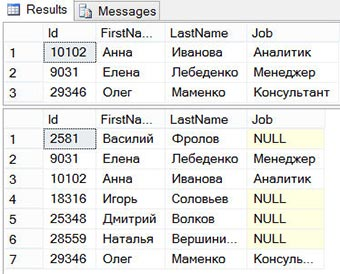 Results Messages
Id FirstNa... LastName Job
1 10102 Анна Иванова Аналитик
2 9031 Елена Лебеденко Менеджер
3 29346 Олег Маменко Консультант
Id FirstNa... LastName Job
1 2581 Василий Фролов NULL
2 9031 Елена Лебеденко Менеджер
3 10102 Анна Иванова Аналитик
4 18316 Игорь Соловьев NULL
5 25348 Дмитрий Волков NULL
6 28559 Наталья Вершини... NULL
7 29346 Олег Маменко Консуль...